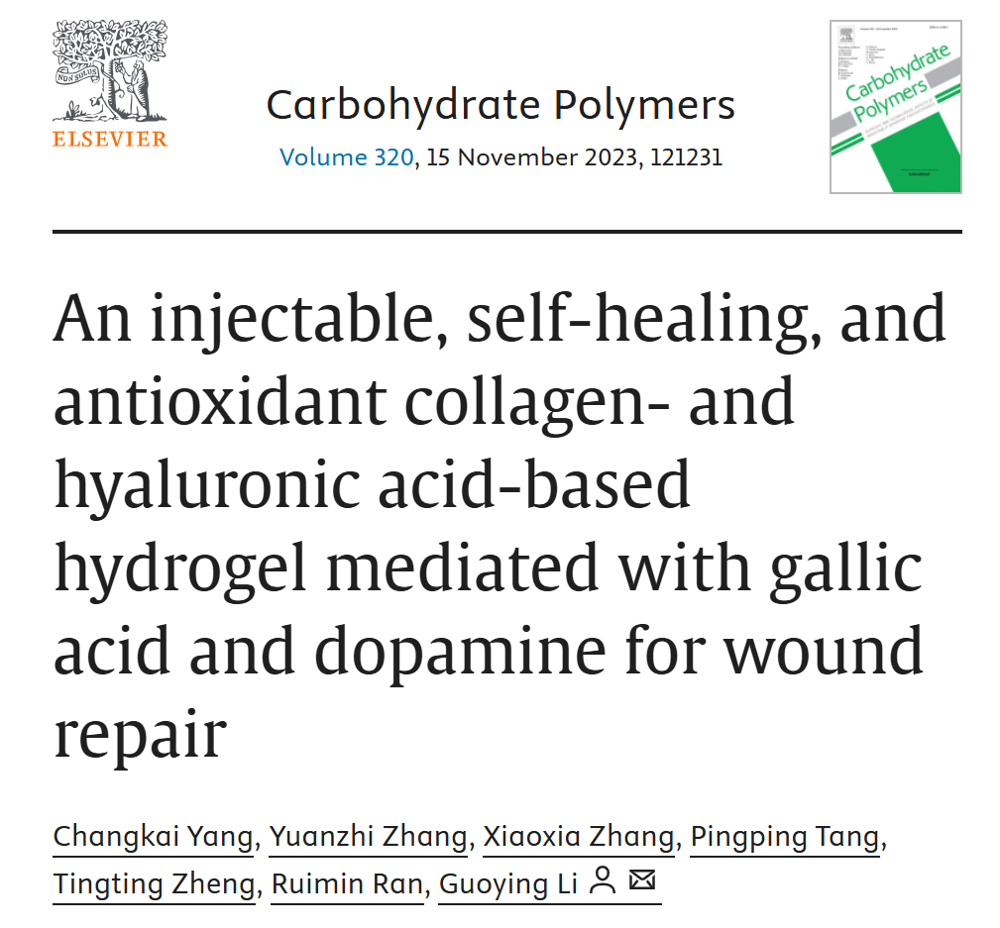 NON SOLUS
ELSEVIER
Carbohydrate Polymers
Volume 320, 15 November 2023, 121231
Carbohydrate
Polymers
An injectable, self-healing, and
antioxidant collagen- and
hyaluronic acid-based
hydrogel mediated with gallic
acid and dopamine for wound
repair
Changkai Yang, Yuanzhi Zhang, Xiaoxia Zhang, Pingping Tang,
Tingting Zheng, Ruimin Ran, Guoying Li